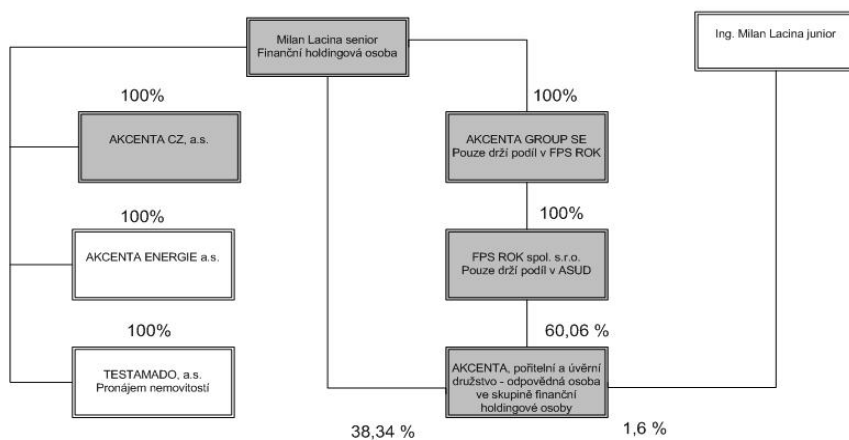 Milan Lacina senior
Finanční holdingová osoba
Ing. Milan Lacina junior
100%
100%
AKCENTA CZ, a.s.
AKCENTA GROUP SE
Pouze drží podíl v FPS ROK
100%
100%
AKCENTA ENERGIE a.s.
FPS ROK spol. s.r.o.
Pouze drží podíl v ASUD
100%
60,06 %
TESTAMADO, a.s.
Pronájem nemovitostí
AKCENTA, pořitelní a úvěrní
družstvo - odpovědná osoba
ve skupině finanční
holdingové osoby
38,34 %
1,6 %